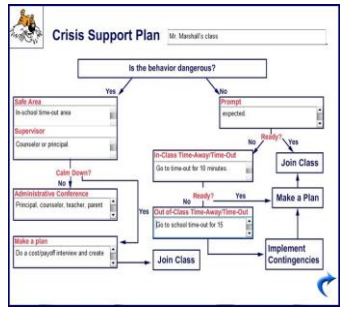 Crisis Support Plan
Mr. Marshall's class
Is the behavior dangerous?
Yes
No
Safe Area
In-school time-out area
Supervisor
Counselor or principal.
Prompt
expected.
Ready?
No
Yes
In-Class Time-Away/Time-Out
Go to time-out for 10 minutes.
Join Class
Calm Down?
No
Ready?
No
Yes
Make a Plan
Administrative Conference
Principal, counselor, teacher, parent
Yes
Out of-Class Time-Away/Time-Out
Go to school time-out for 15
Make a plan
Do a cost/payoff interview and create
Join Class
Implement
Contingencies